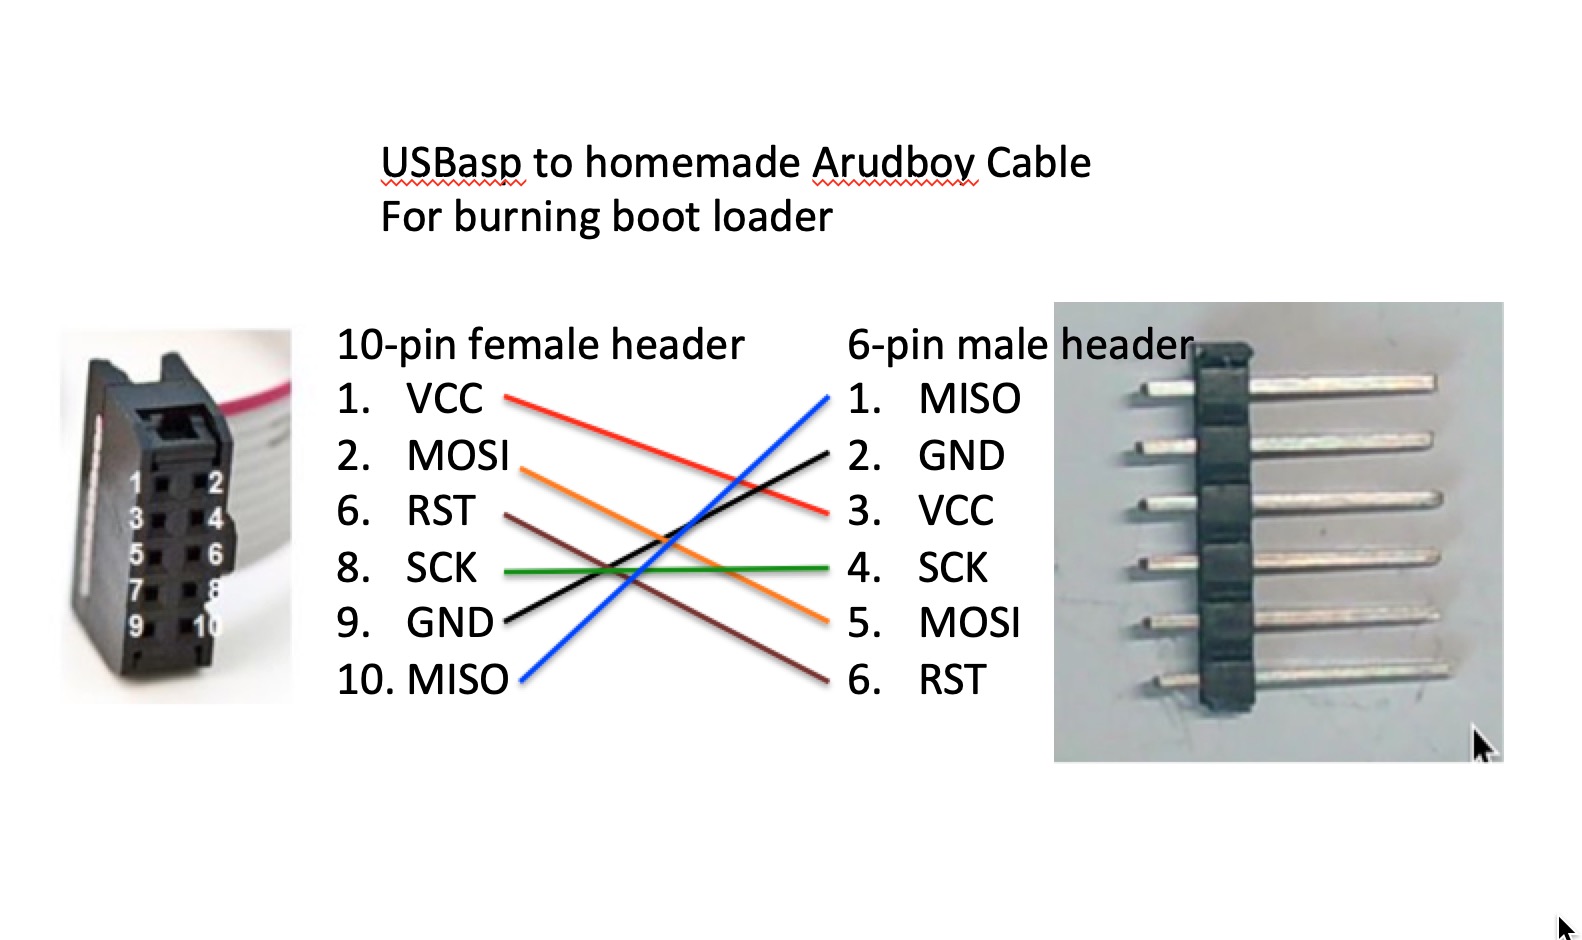 USBasp to homemade Arudboy Cable
For burning boot loader
10-pin female header
1. VCC
2. MOSI
6. RST
8. SCK
9. GND
10. MISO
6-pin male header
1. MISO
2. GND
3. VCC
4. SCK
5. MOSI
6. RST
1 2
3 4
5 6
7 8
9 10